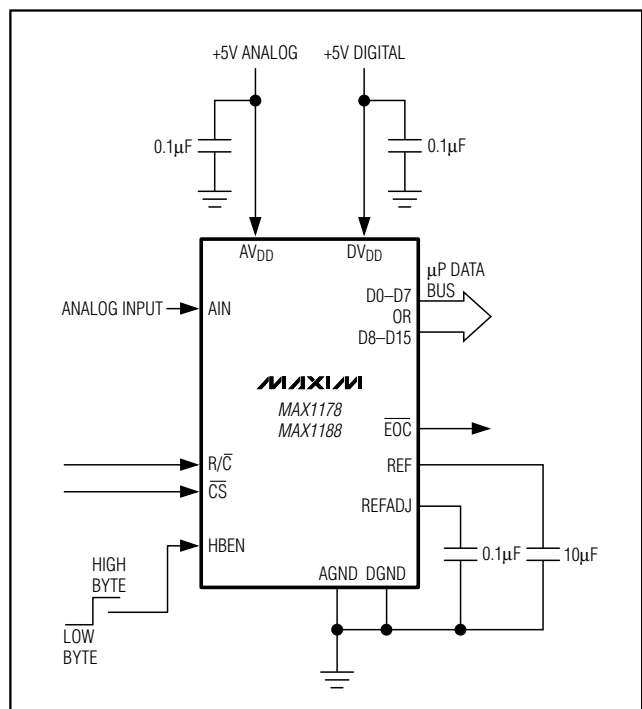 +5V ANALOG
+5V DIGITAL
0.1µF
0.1µF
AVDD
DVDD
µP DATA
BUS
ANALOG INPUT
AIN
D0–D7
OR
D8–D15
MAXIM
MAX1178
MAX1188
EOC
R/C
REF
CS
REFADJ
HBEN
0.1µF
10µF
HIGH
BYTE
AGND
DGND
LOW
BYTE